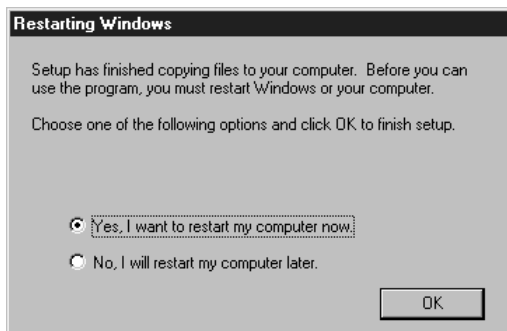 Restarting Windows
Setup has finished copying files to your computer. Before you can
use the program, you must restart Windows or your computer.
Choose one of the following options and click OK to finish setup.
Yes, I want to restart my computer now.
No, I will restart my computer later.
OK